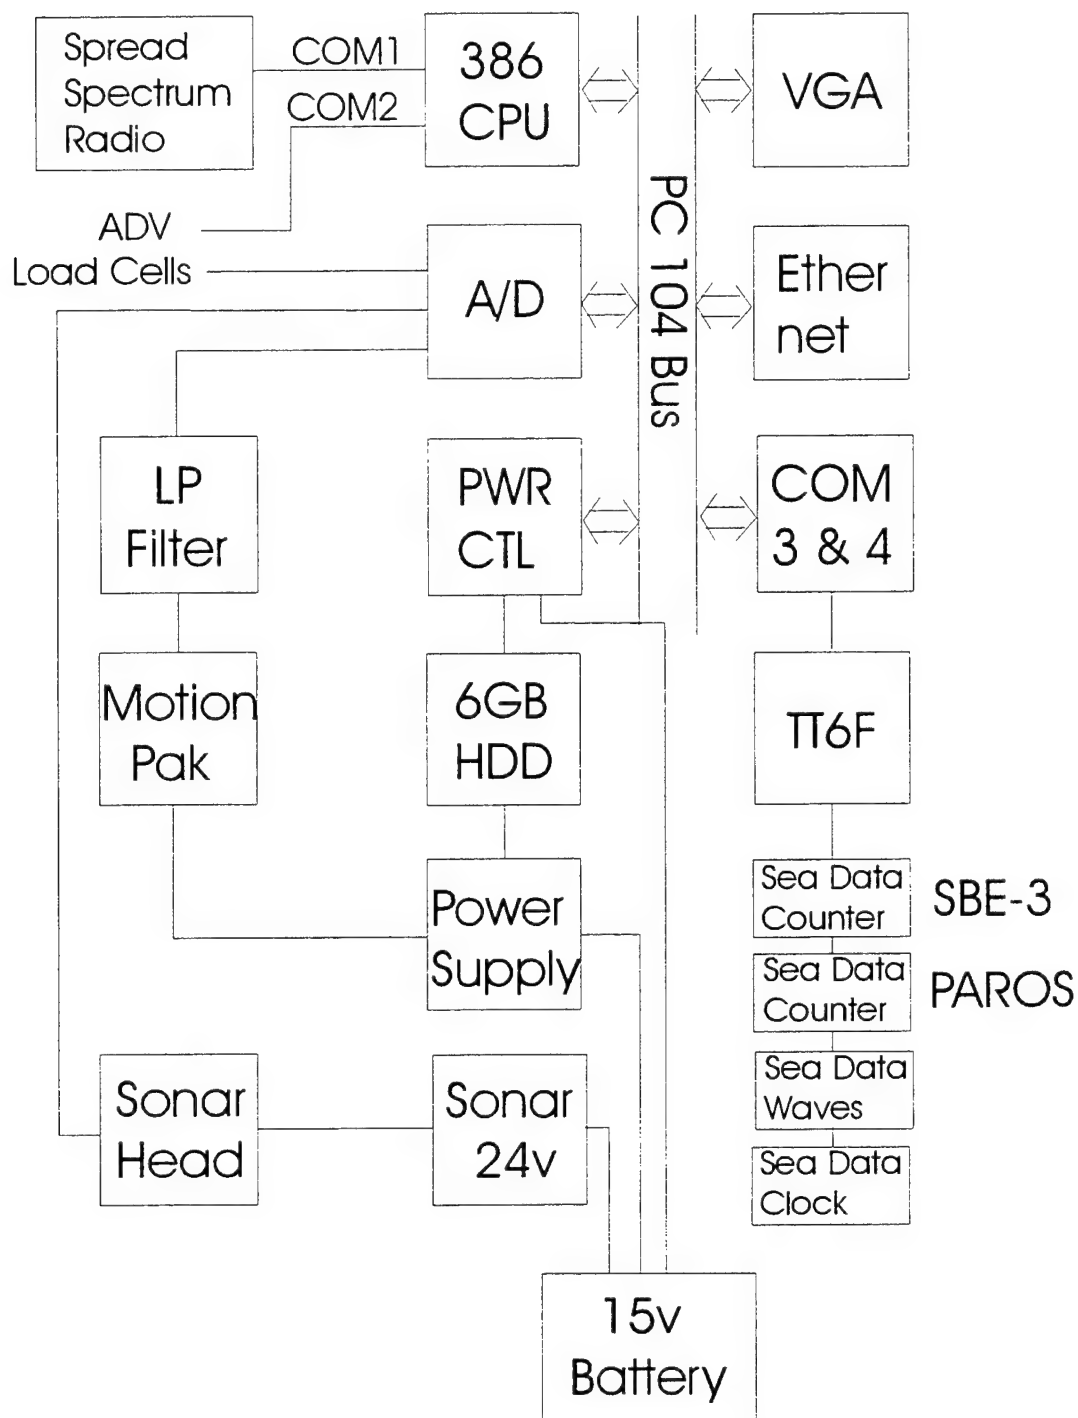 Spread
Spectrum
Radio
COM1
COM2
386
CPU
VGA
ADV
Load Cells
A/D
PC 104 Bus
Ether
net
LP
Filter
PWR
CTL
COM
3 & 4
Motion
Pak
6GB
HDD
TT6F
Power
Supply
Sea Data
Counter
SBE-3
Sea Data
Counter
PAROS
Sea Data
Waves
Sea Data
Clock
Sonar
Head
Sonar
24v
15v
Battery